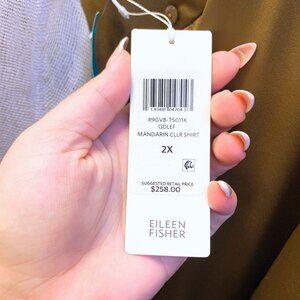 R9GVB-T5011X
GDLEF
MANDARIN CLLR SHIRT
2X
SUGGESTED RETAIL PRICE
$258.00
EILEEN
FISHER